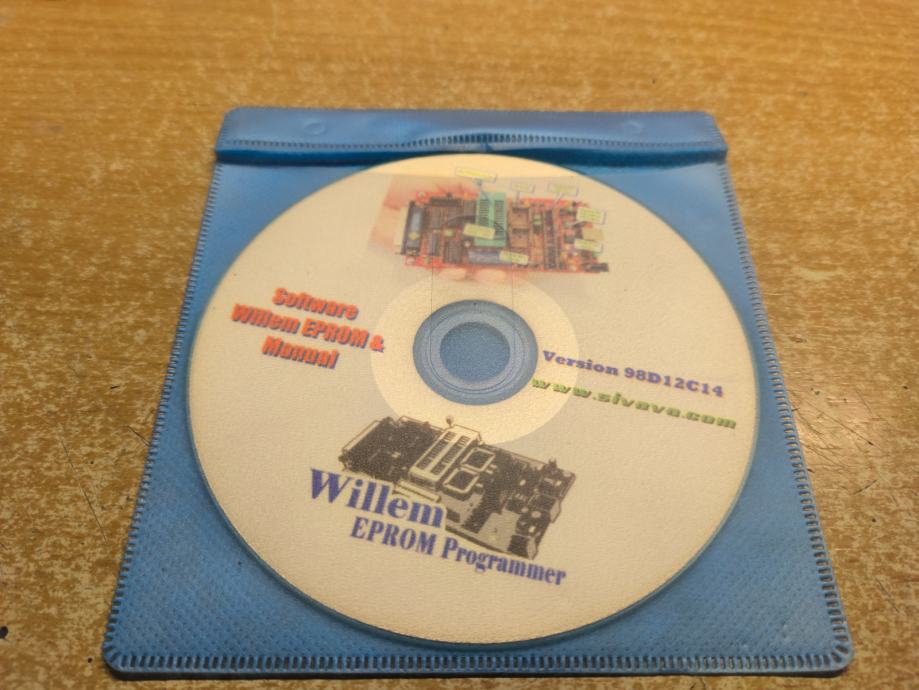 Software
Willem EPROM &
Manual
Version 98D12C14
www.sivava.com
Willem
EPROM Programmer